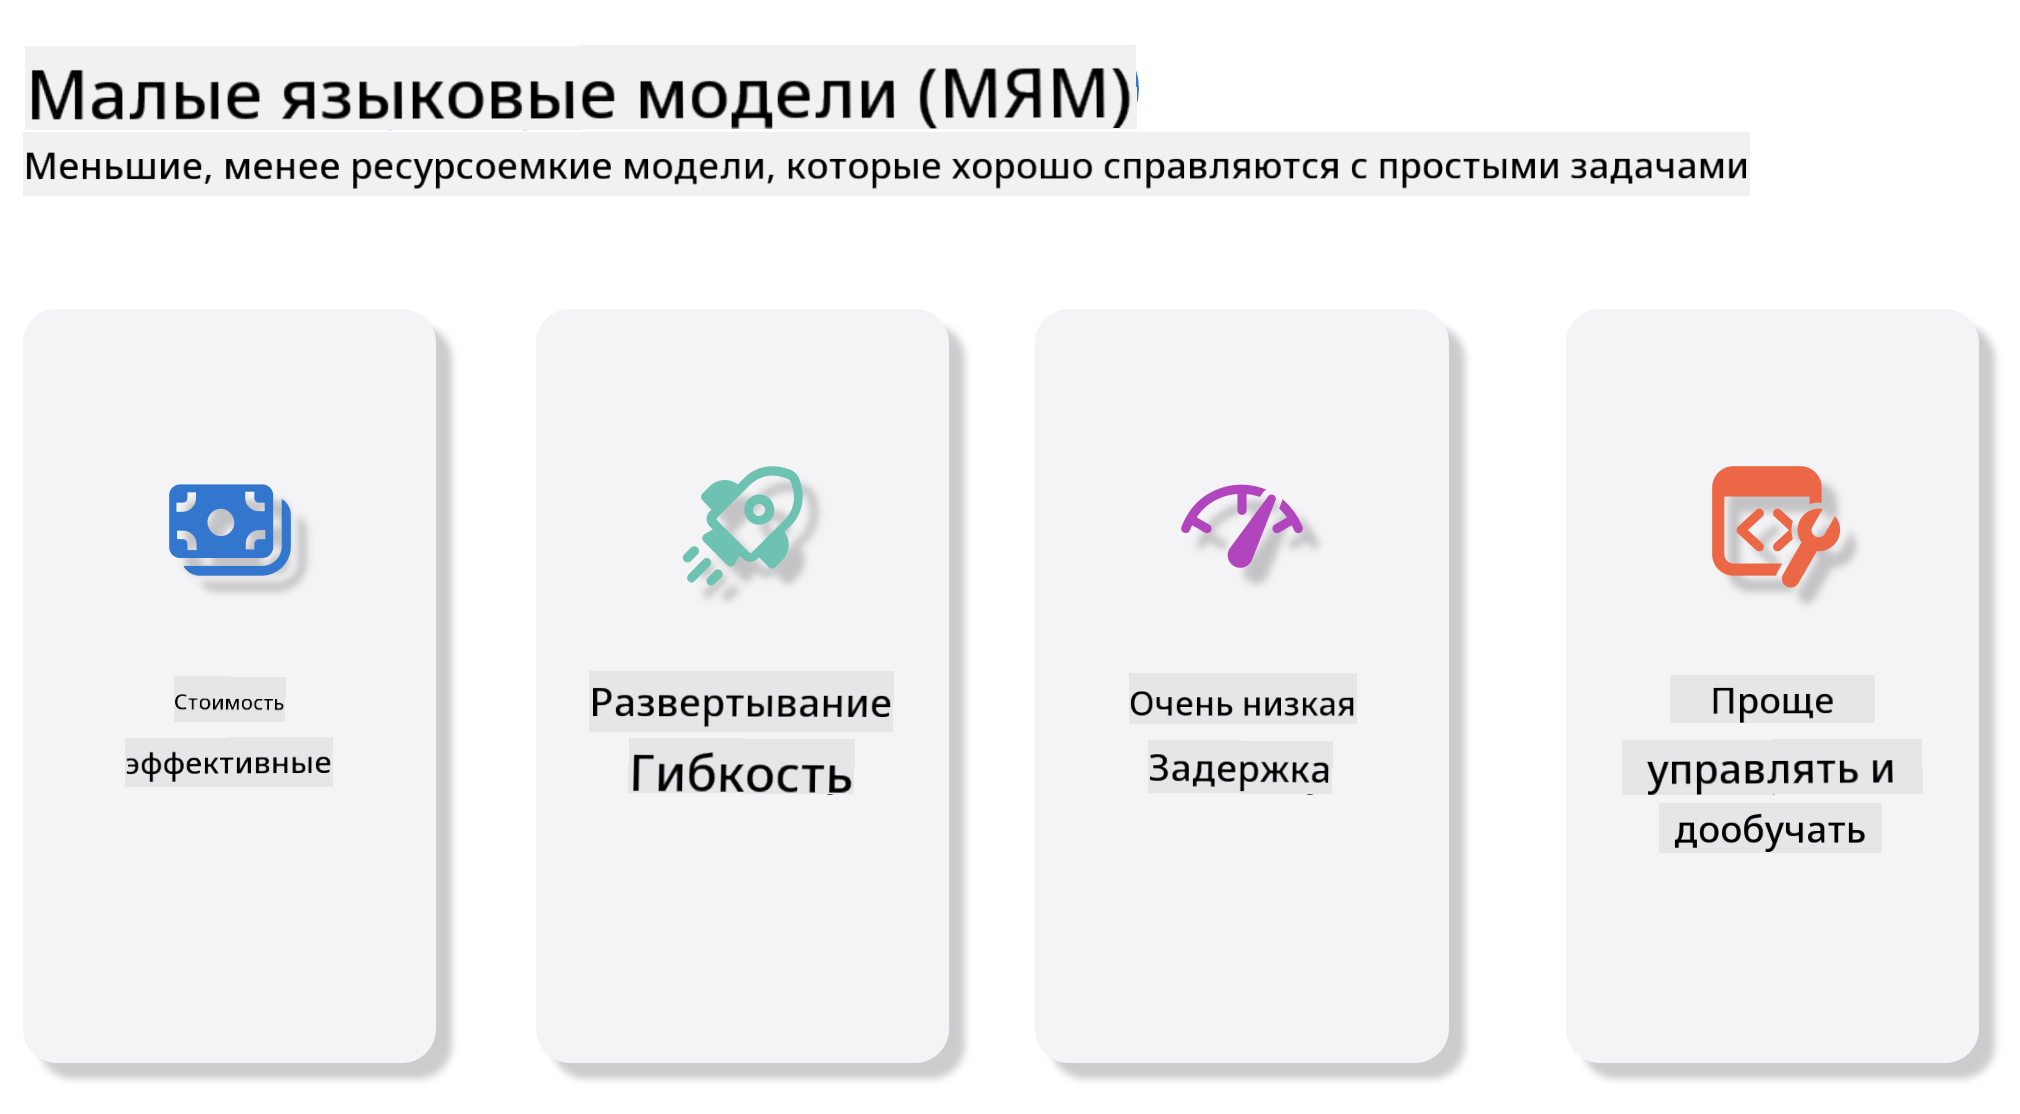 Малые языковые модели (МЯМ)
Меньшие, менее ресурсоемкие модели, которые хорошо справляются с простыми задачами
Стоимость
эффективные
Развертывание
Гибкость
Очень низкая
Задержка
Проще
управлять и
дообучать